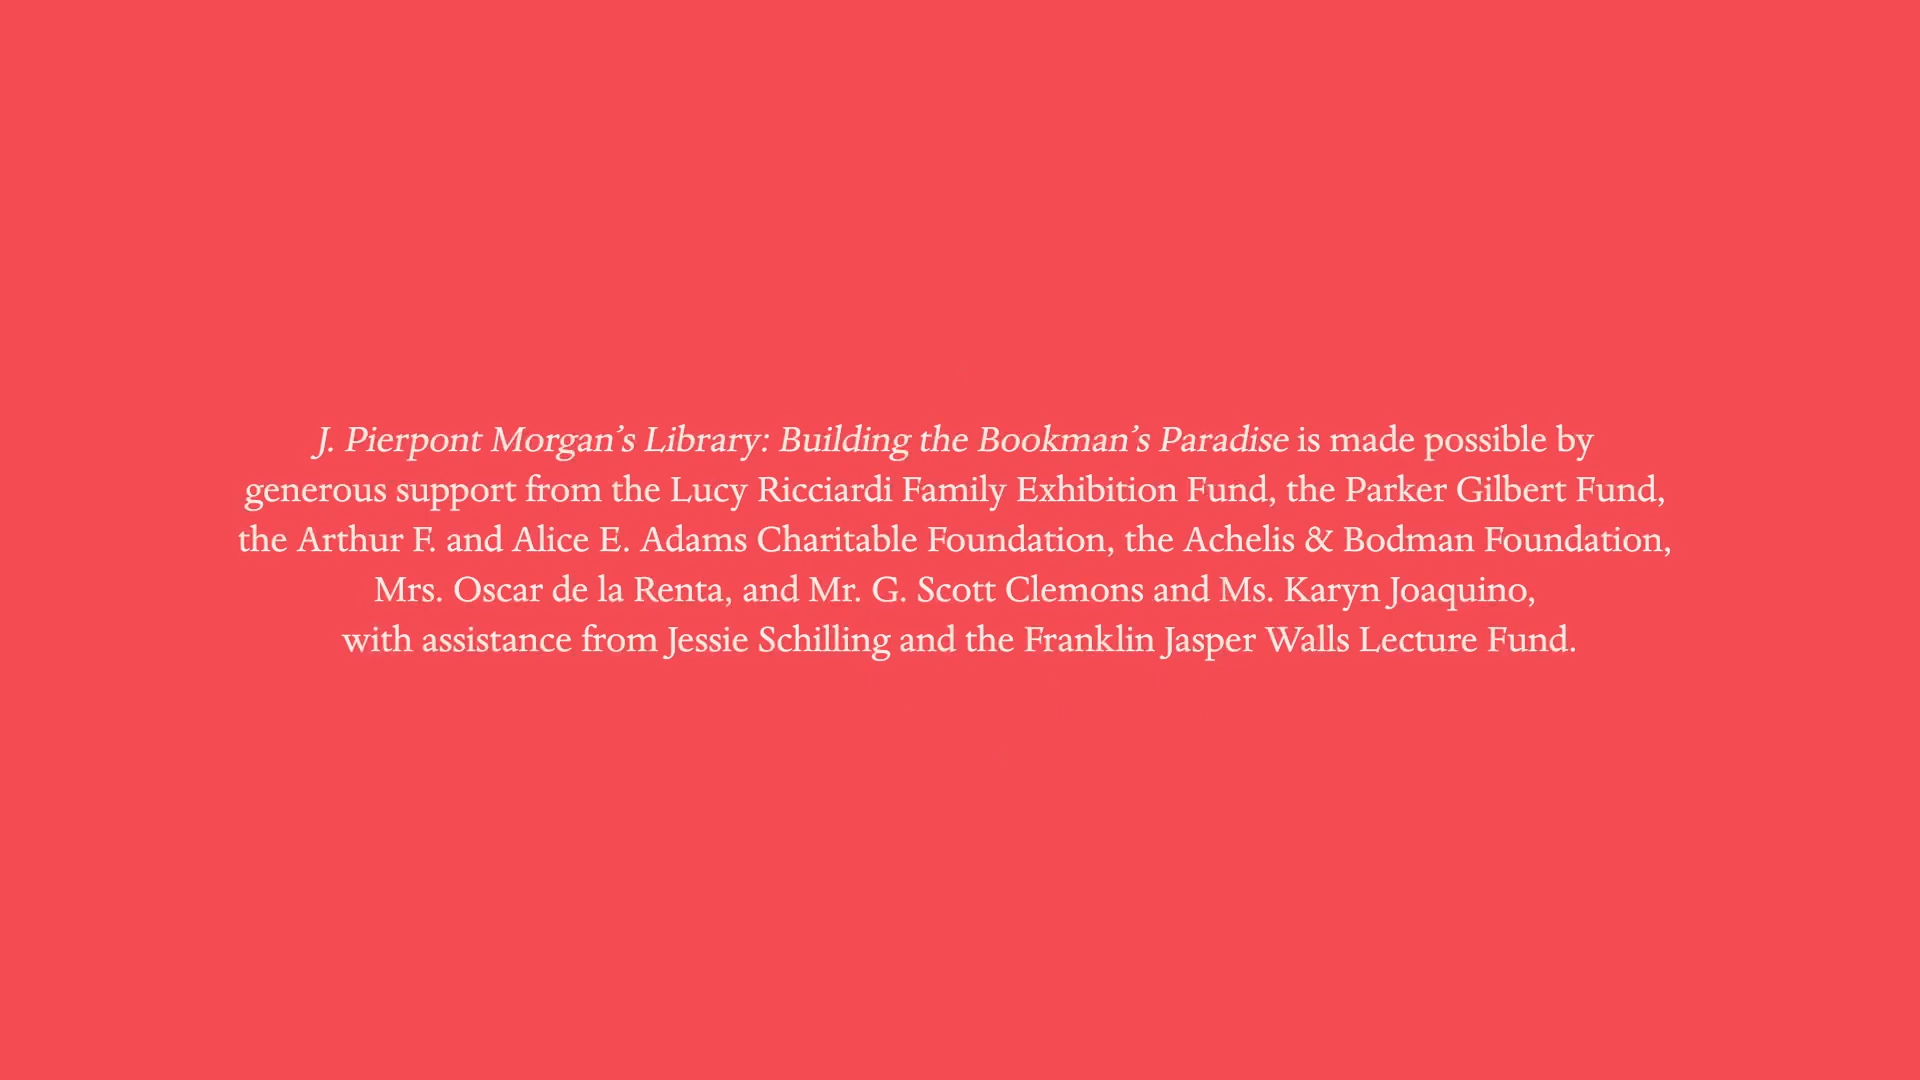 J. Pierpont Morgan’s Library: Building the Bookman’s Paradise is made possible by
generous support from the Lucy Ricciardi Family Exhibition Fund, the Parker Gilbert Fund,
the Arthur F. and Alice E. Adams Charitable Foundation, the Achelis & Bodman Foundation,
Mrs. Oscar de la Renta, and Mr. G. Scott Clemons and Ms. Karyn Joaquino,
with assistance from Jessie Schilling and the Franklin Jasper Walls Lecture Fund.